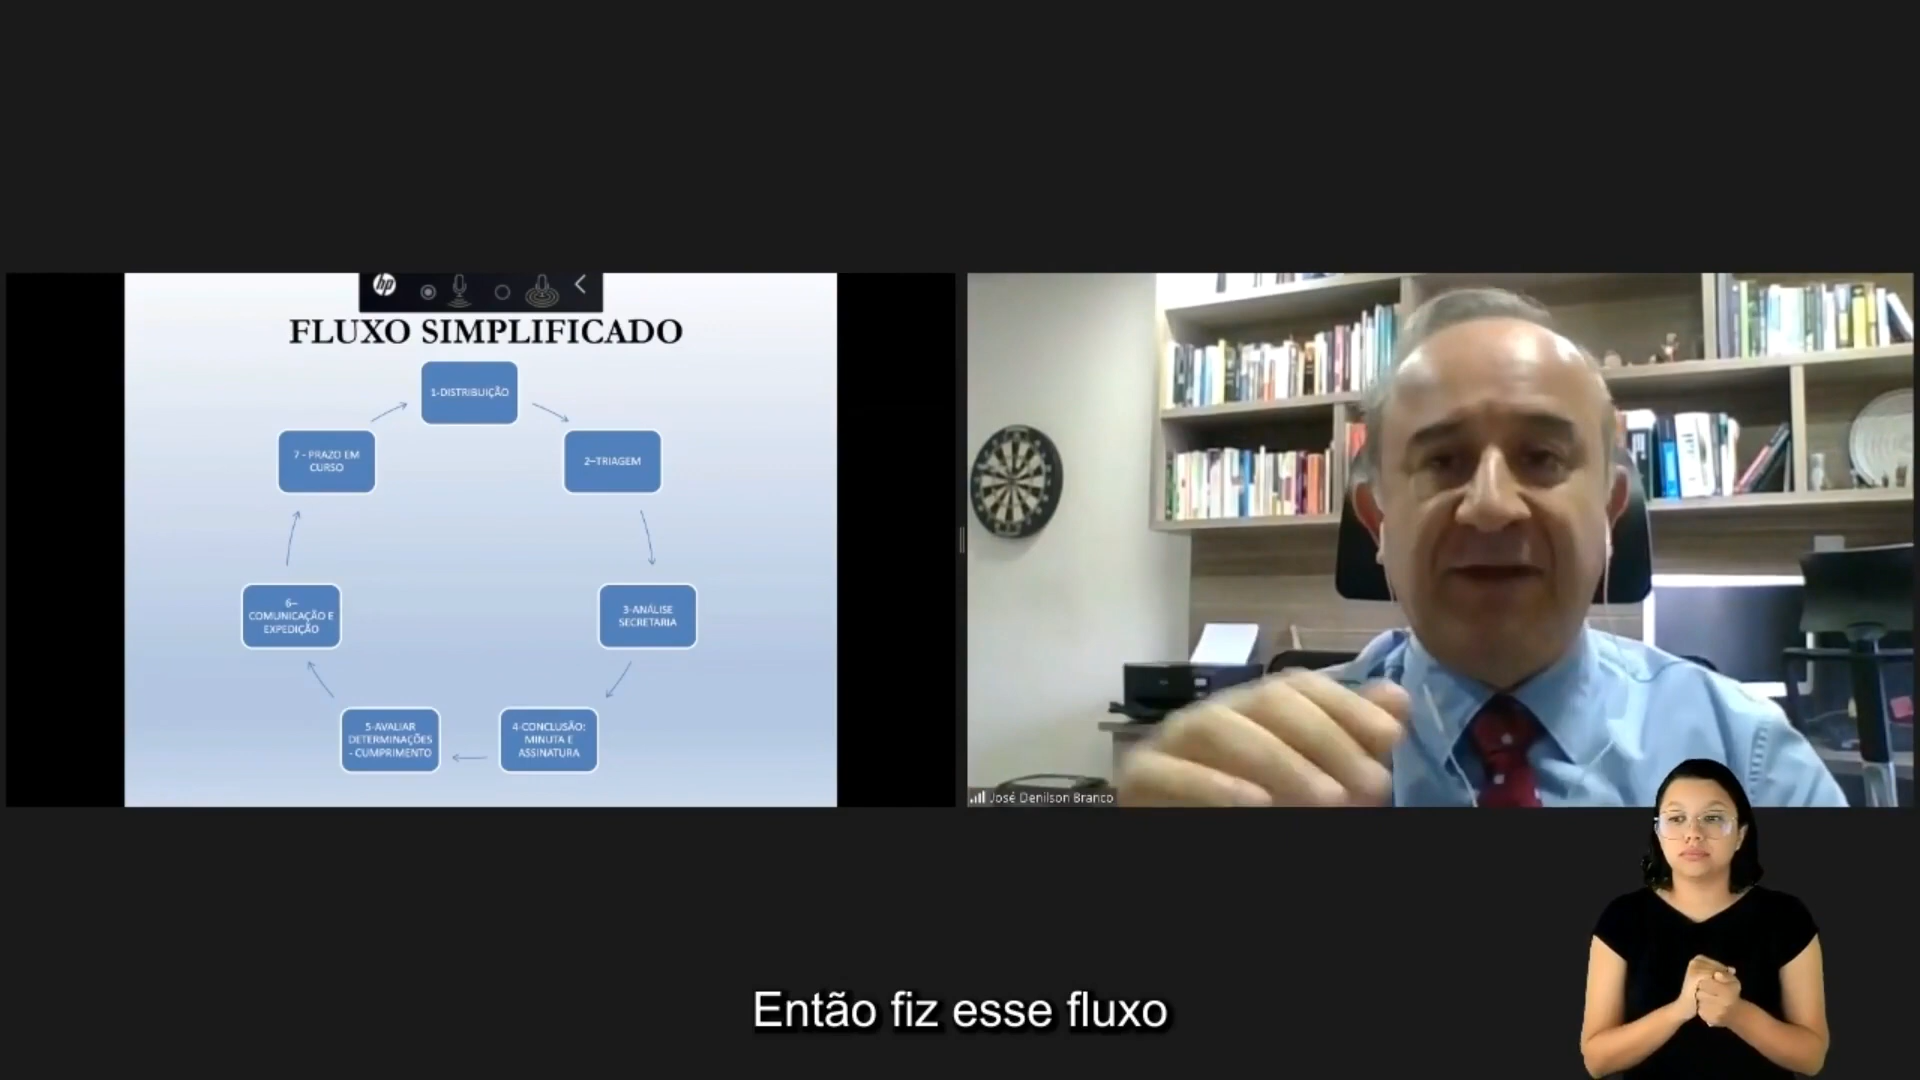 hp
FLUXO SIMPLIFICADO
1-DISTRIBUIÇÃO
2–TRIAGEM
3-ANÁLISE
SECRETARIA
4-CONCLUSÃO:
MINUTA E
ASSINATURA
5-AVALIAR
DETERMINAÇÕES
- CUMPRIMENTO
6–
COMUNICAÇÃO E
EXPEDIÇÃO
7 - PRAZO EM
CURSO
José Denilson Branco
Então fiz esse fluxo